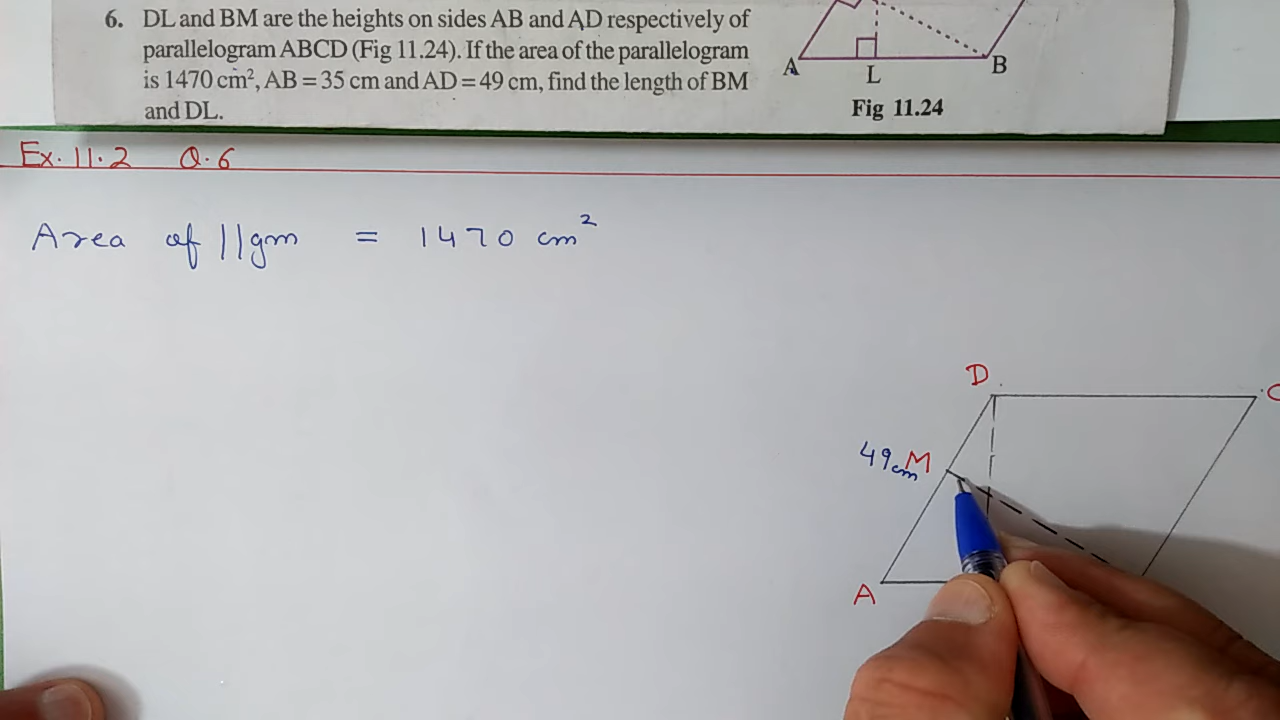 6. DL and BM are the heights on sides AB and AD respectively of
parallelogram ABCD (Fig 11.24). If the area of the parallelogram
is 1470 cm², AB = 35 cm and AD = 49 cm, find the length of BM
and DL.
A
L
B
Fig 11.24
Ex. 11.2 Q. 6
Area of ||gm = 1470 cm²
D
C
49cm
M
A